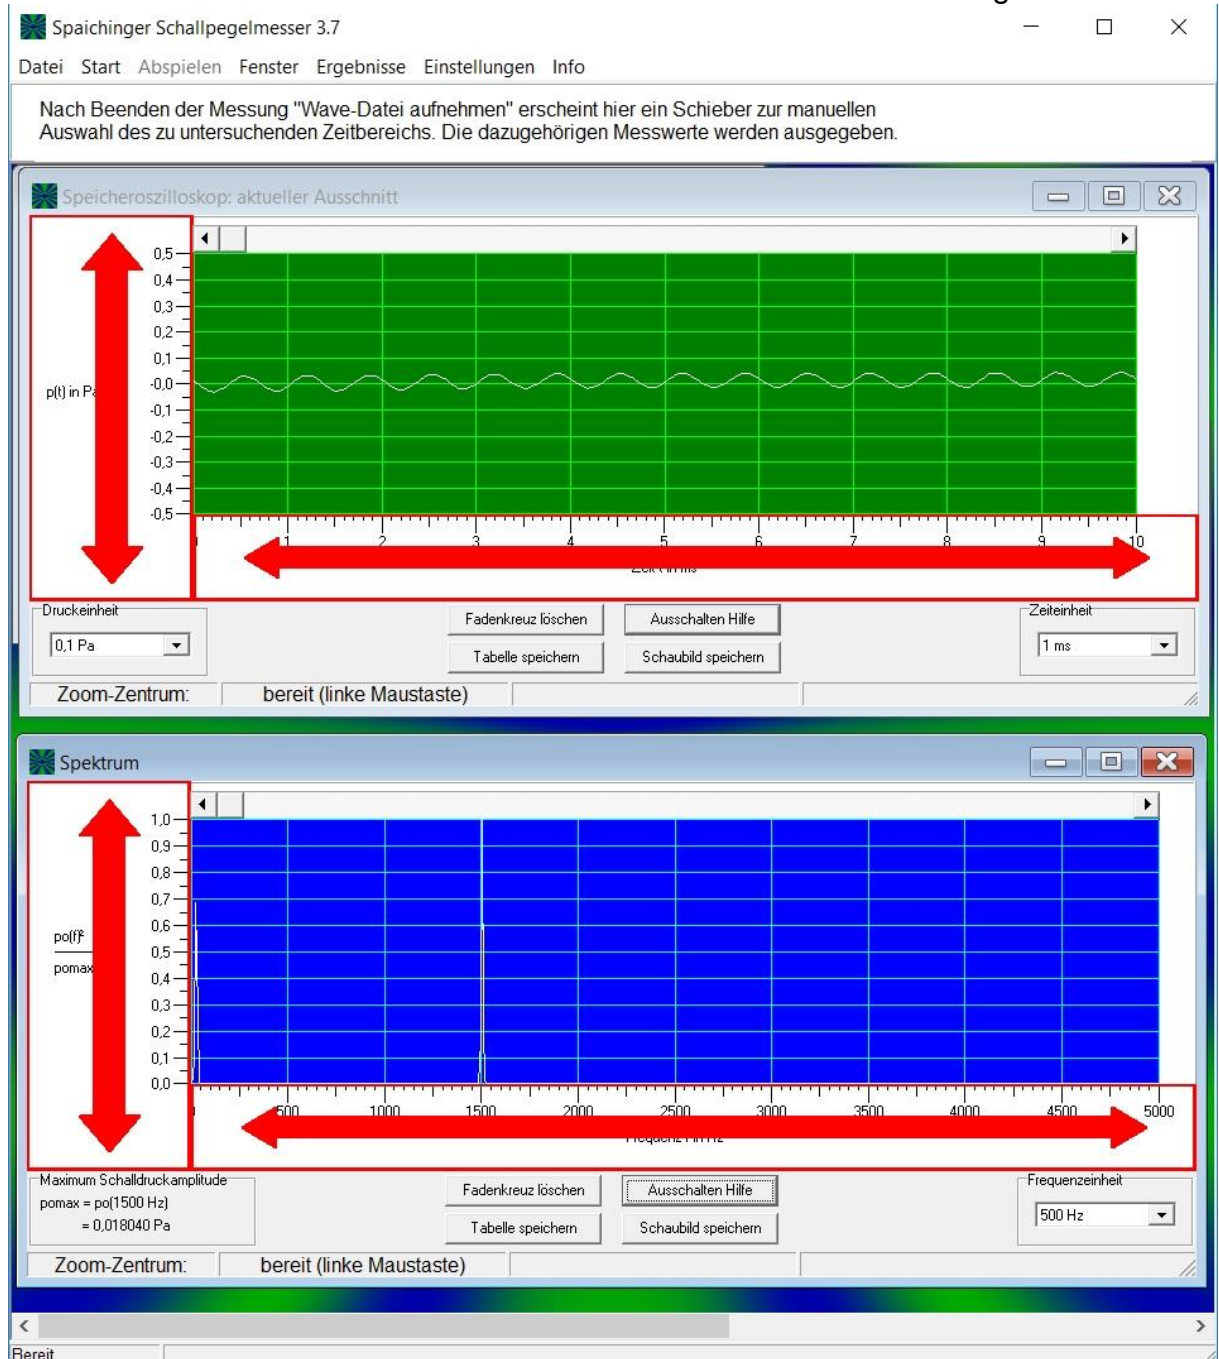 Spaichinger Schallpegelmesser 3.7
Datei Start Abspielen Fenster Ergebnisse Einstellungen Info
Nach Beenden der Messung "Wave-Datei aufnehmen" erscheint hier ein Schieber zur manuellen
Auswahl des zu untersuchenden Zeitbereichs. Die dazugehörigen Messwerte werden ausgegeben.
Speicheroszilloskop: aktueller Ausschnitt
0,5
0,4
0,3
0,2
0,1
-0,0
-0,1
-0,2
-0,3
-0,4
-0,5
p(t) in
1 2 3 4 5 6 7 8 9 10
Druckeinheit
0,1 Pa
Fadenkreuz löschen
Ausschalten Hilfe
Tabelle speichern
Schaubild speichern
Zeiteinheit
1 ms
Zoom-Zentrum: bereit (linke Maustaste)
Spektrum
1,0
0,9
0,8
0,7
0,6
0,5
0,4
0,3
0,2
0,1
0,0
po(f)²
pomax
500 1000 1500 2000 2500 3000 3500 4000 4500 5000
Maximum Schalldruckamplitude
pomax = po(1500 Hz)
= 0,018040 Pa
Fadenkreuz löschen
Ausschalten Hilfe
Tabelle speichern
Schaubild speichern
Frequenzeinheit
500 Hz
Zoom-Zentrum: bereit (linke Maustaste)
Bereit